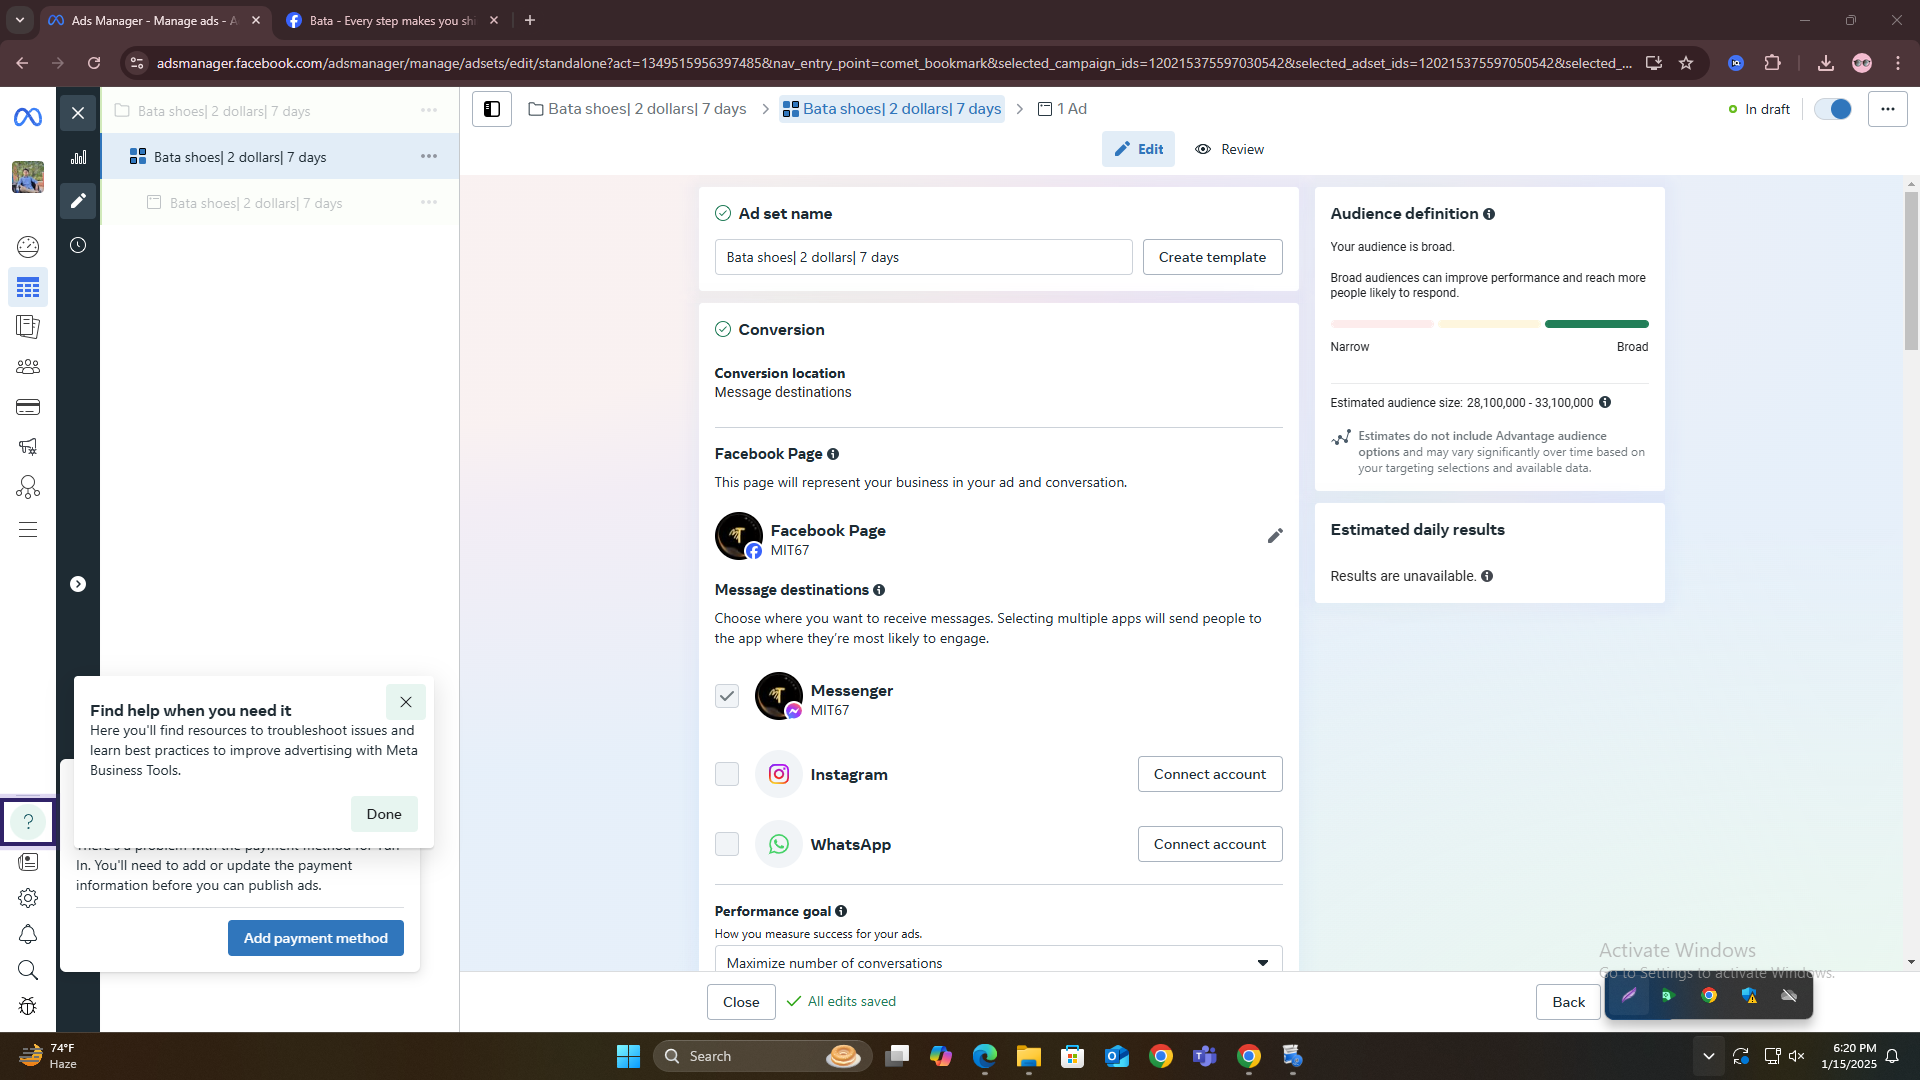 Ads Manager - Manage ads - A
Bata - Every step makes you shi
adsmanager.facebook.com/adsmanager/manage/adsets/edit/standalone?act=1349515956397485&nav_entry_point=comet_bookmark&selected_campaign_ids=120215375597030542&selected_adset_ids=120215375597050542&selected_...
Bata shoes| 2 dollars| 7 days
Bata shoes| 2 dollars| 7 days
Bata shoes| 2 dollars| 7 days
Bata shoes| 2 dollars| 7 days
Bata shoes| 2 dollars| 7 days
1 Ad
In draft
Edit
Review
Ad set name
Bata shoes| 2 dollars| 7 days
Create template
Conversion
Conversion location
Message destinations
Facebook Page
This page will represent your business in your ad and conversation.
Facebook Page
MIT67
Message destinations
Choose where you want to receive messages. Selecting multiple apps will send people to
the app where they're most likely to engage.
Messenger
MIT67
Instagram
Connect account
WhatsApp
Connect account
Performance goal
How you measure success for your ads.
Maximize number of conversations
Close
All edits saved
Back
Audience definition
Your audience is broad.
Broad audiences can improve performance and reach more
people likely to respond.
Narrow
Broad
Estimated audience size: 28,100,000 - 33,100,000
Estimates do not include Advantage audience
options and may vary significantly over time based on
your targeting selections and available data.
Estimated daily results
Results are unavailable.
Find help when you need it
Here you'll find resources to troubleshoot issues and
learn best practices to improve advertising with Meta
Business Tools.
Done
There's a problem with the payment method for
In. You'll need to add or update the payment
information before you can publish ads.
Add payment method
Activate Windows
Go to Settings to activate Windows.
74°F
Haze
Search
6:20 PM
1/15/2025